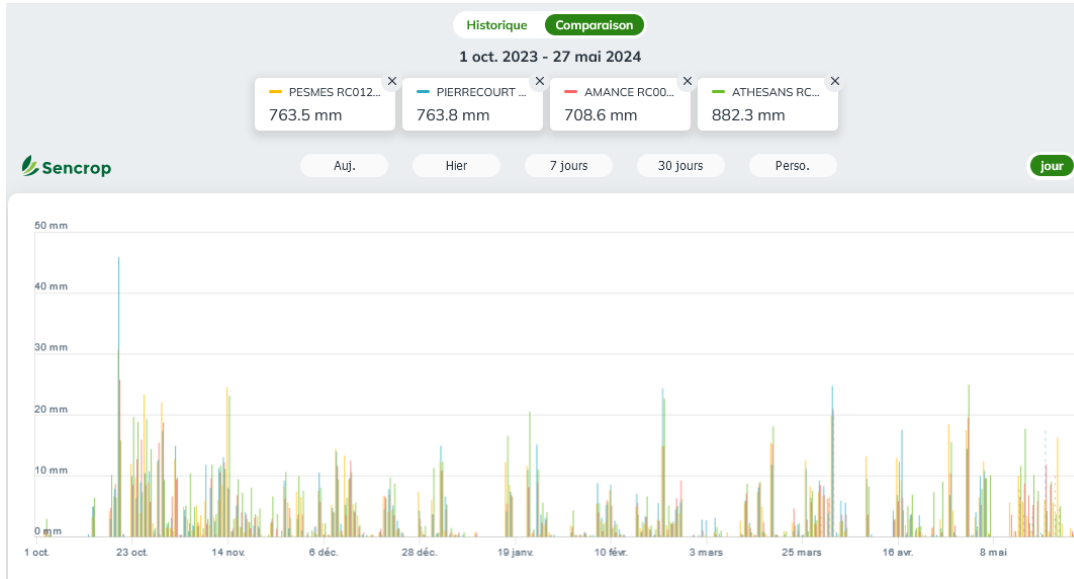 Historique Comparaison
1 oct. 2023 - 27 mai 2024
PESMES RC012... PIERRECOURT ... AMANCE RC00... ATHESANS RC...
763.5 mm 763.8 mm 708.6 mm 882.3 mm
Sencrop Auj. Hier 7 jours 30 jours Perso. jour
50 mm
40 mm
30 mm
20 mm
10 mm
0 mm
1 oct. 23 oct. 14 nov. 6 déc. 28 déc. 19 janv. 10 févr. 3 mars 25 mars 16 avr. 8 mai